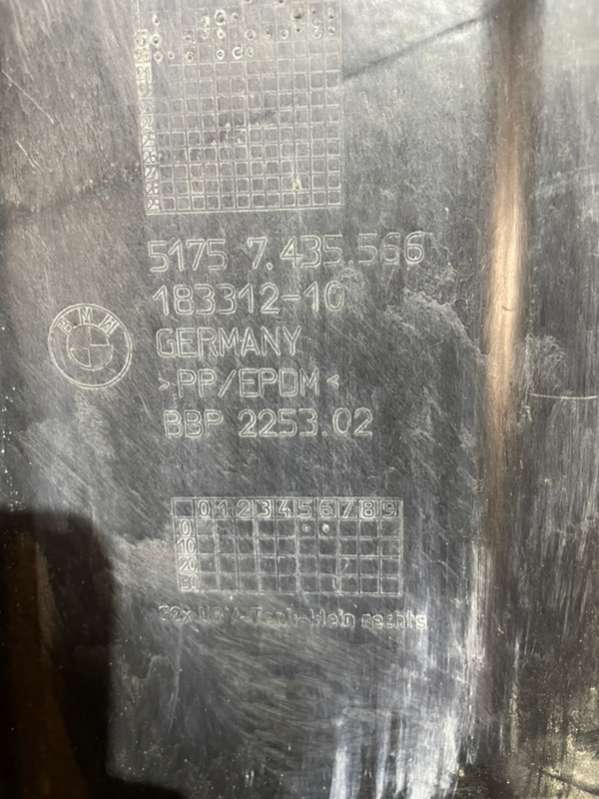 5175 7.435.566
183312-10
BMW
GERMANY
>PP/EPDM<
BBP 2253.02
0 1 2 3 4 5 6 7 8 9
0
10
20
rechts